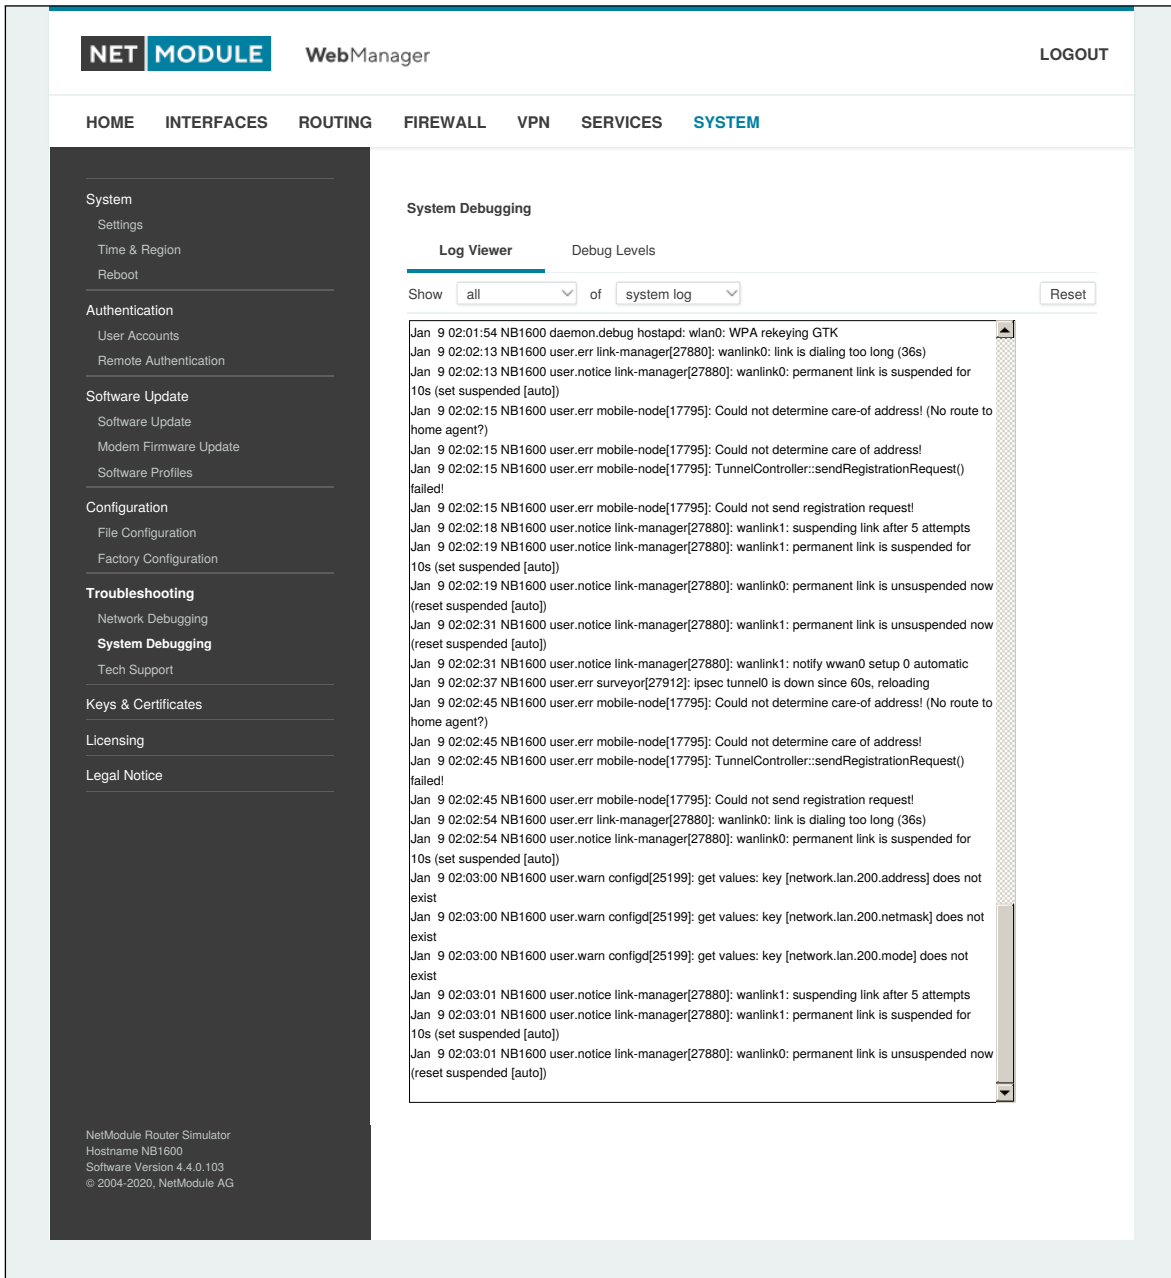 NET MODULE WebManager LOGOUT
HOME INTERFACES ROUTING FIREWALL VPN SERVICES SYSTEM
System
Settings
Time & Region
Reboot
Authentication
User Accounts
Remote Authentication
Software Update
Software Update
Modem Firmware Update
Software Profiles
Configuration
File Configuration
Factory Configuration
Troubleshooting
Network Debugging
System Debugging
Tech Support
Keys & Certificates
Licensing
Legal Notice
NetModule Router Simulator
Hostname NB1600
Software Version 4.4.0.103
© 2004-2020, NetModule AG
System Debugging
Log Viewer Debug Levels
Show all of system log Reset
Jan 9 02:01:54 NB1600 daemon.debug hostapd: wlan0: WPA rekeying GTK
Jan 9 02:02:13 NB1600 user.err link-manager[27880]: wanlink0: link is dialing too long (36s)
Jan 9 02:02:13 NB1600 user.notice link-manager[27880]: wanlink0: permanent link is suspended for
10s (set suspended [auto])
Jan 9 02:02:15 NB1600 user.err mobile-node[17795]: Could not determine care-of address! (No route to
home agent?)
Jan 9 02:02:15 NB1600 user.err mobile-node[17795]: Could not determine care of address!
Jan 9 02:02:15 NB1600 user.err mobile-node[17795]: TunnelController::sendRegistrationRequest()
failed!
Jan 9 02:02:15 NB1600 user.err mobile-node[17795]: Could not send registration request!
Jan 9 02:02:18 NB1600 user.notice link-manager[27880]: wanlink1: suspending link after 5 attempts
Jan 9 02:02:19 NB1600 user.notice link-manager[27880]: wanlink1: permanent link is suspended for
10s (set suspended [auto])
Jan 9 02:02:19 NB1600 user.notice link-manager[27880]: wanlink0: permanent link is unsuspended now
(reset suspended [auto])
Jan 9 02:02:31 NB1600 user.notice link-manager[27880]: wanlink1: permanent link is unsuspended now
(reset suspended [auto])
Jan 9 02:02:31 NB1600 user.notice link-manager[27880]: wanlink1: notify wwan0 setup 0 automatic
Jan 9 02:02:37 NB1600 user.err surveyor[27912]: ipsec tunnel0 is down since 60s, reloading
Jan 9 02:02:45 NB1600 user.err mobile-node[17795]: Could not determine care-of address! (No route to
home agent?)
Jan 9 02:02:45 NB1600 user.err mobile-node[17795]: Could not determine care of address!
Jan 9 02:02:45 NB1600 user.err mobile-node[17795]: TunnelController::sendRegistrationRequest()
failed!
Jan 9 02:02:45 NB1600 user.err mobile-node[17795]: Could not send registration request!
Jan 9 02:02:54 NB1600 user.err link-manager[27880]: wanlink0: link is dialing too long (36s)
Jan 9 02:02:54 NB1600 user.notice link-manager[27880]: wanlink0: permanent link is suspended for
10s (set suspended [auto])
Jan 9 02:03:00 NB1600 user.warn configd[25199]: get values: key [network.lan.200.address] does not
exist
Jan 9 02:03:00 NB1600 user.warn configd[25199]: get values: key [network.lan.200.netmask] does not
exist
Jan 9 02:03:00 NB1600 user.warn configd[25199]: get values: key [network.lan.200.mode] does not
exist
Jan 9 02:03:01 NB1600 user.notice link-manager[27880]: wanlink1: suspending link after 5 attempts
Jan 9 02:03:01 NB1600 user.notice link-manager[27880]: wanlink1: permanent link is suspended for
10s (set suspended [auto])
Jan 9 02:03:01 NB1600 user.notice link-manager[27880]: wanlink0: permanent link is unsuspended now
(reset suspended [auto])